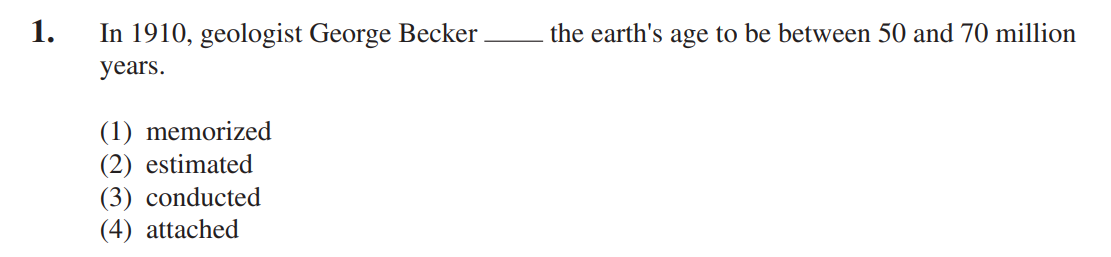 1. In 1910, geologist George Becker ____ the earth's age to be between 50 and 70 million
years.
(1) memorized
(2) estimated
(3) conducted
(4) attached